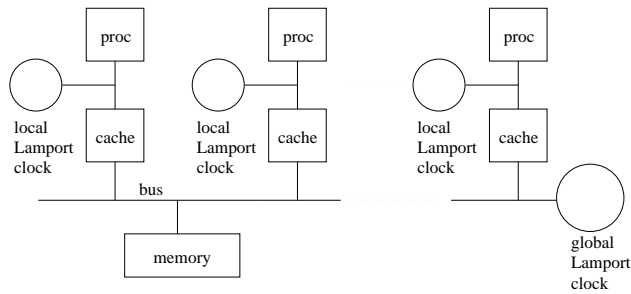 proc
proc
proc
local
Lamport
clock
cache
local
Lamport
clock
cache
local
Lamport
clock
cache
bus
memory
global
Lamport
clock